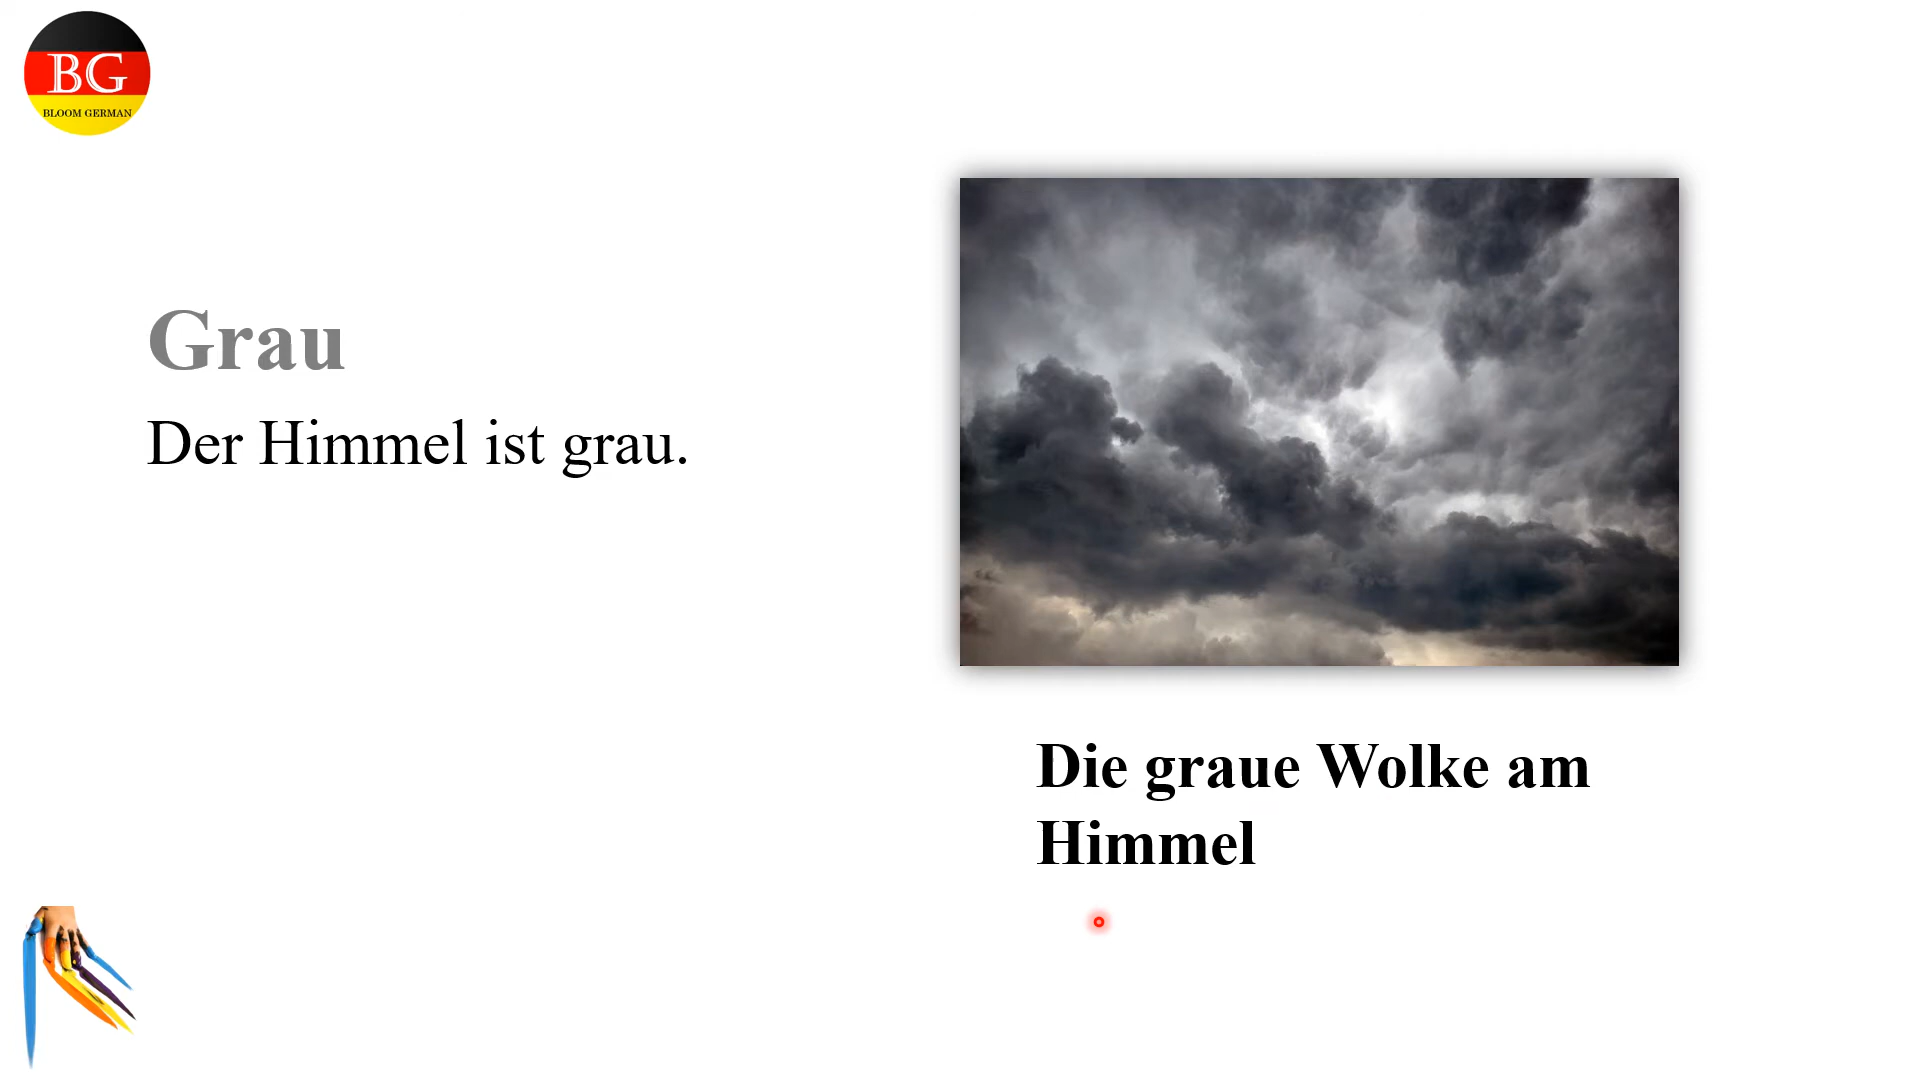 BG
BLOOM GERMAN
Grau
Der Himmel ist grau.
Die graue Wolke am
Himmel